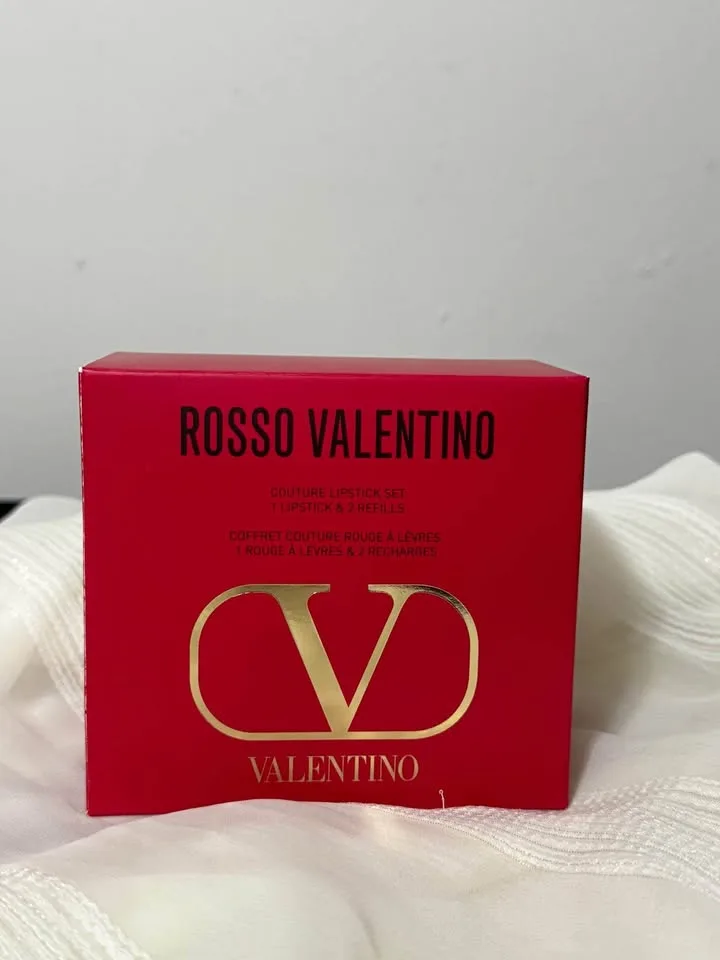 ROSSO VALENTINO
COUTURE LIPSTICK SET
1 LIPSTICK & 2 REFILLS
COFFRET COUTURE ROUGE À LÈVRES
1 ROUGE À LÈVRES & 2 RECHARGES
V
VALENTINO